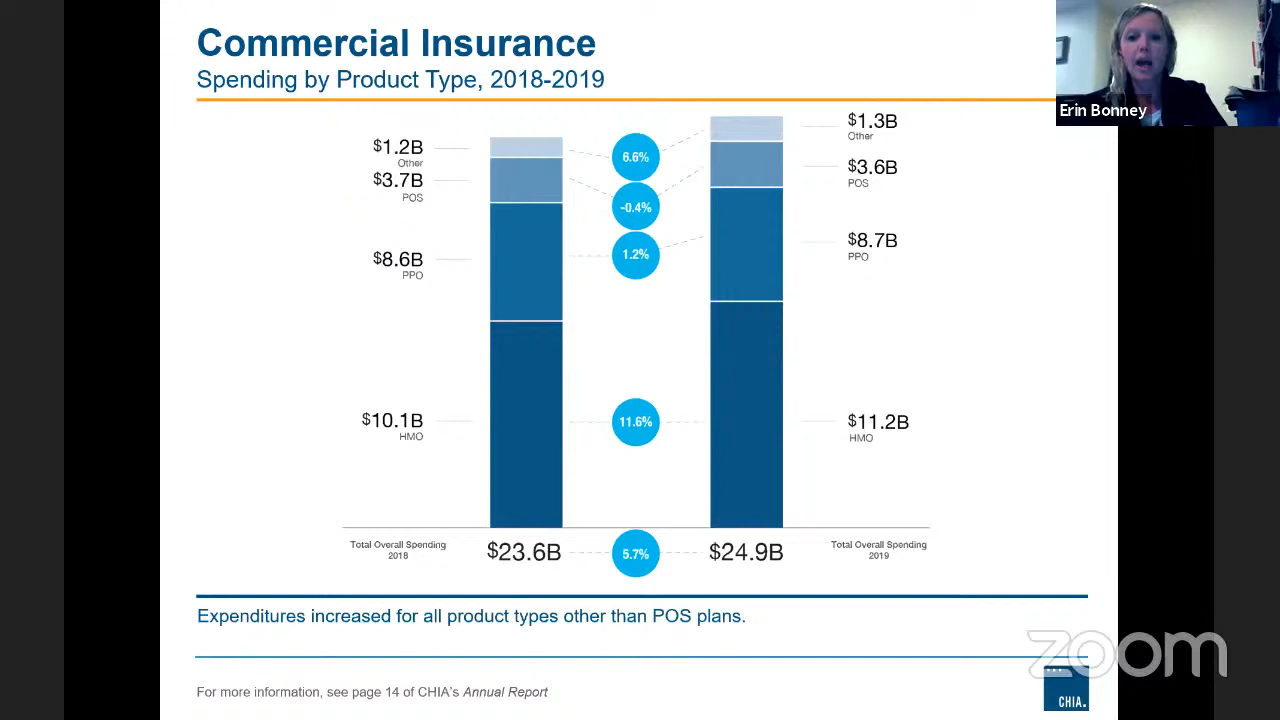 Commercial Insurance
Spending by Product Type, 2018-2019
Erin Bonney
$1.2B
Other
$3.7B
POS
$8.6B
PPO
$10.1B
HMO
6.6%
-0.4%
1.2%
11.6%
$1.3B
Other
$3.6B
POS
$8.7B
PPO
$11.2B
HMO
Total Overall Spending
2018
$23.6B
5.7%
$24.9B
Total Overall Spending
2019
Expenditures increased for all product types other than POS plans.
zoom
For more information, see page 14 of CHIA's Annual Report
CHIA.